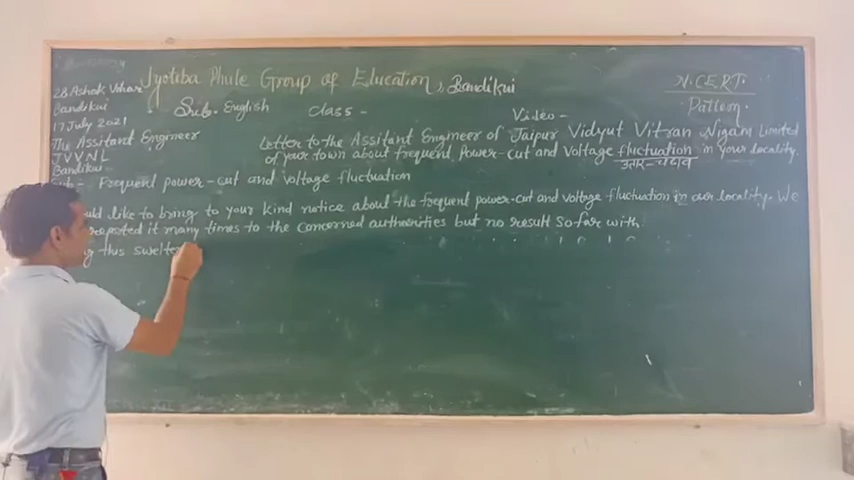 Jyotiba Phule Group of Education, Bandikui
N.C.E.R.T.
Pattern.
Sub. English Class - Video -
28 Ashok Vihar
Bandikui
17 July 2021
The Assitant Engineer
JVVNL
Bandikui
Letter to the Assitant Engineer of Jaipur Vidyut Vitran Nigam Limited
of your town about frequent Power-cut and Voltage fluctuation in your locality.
उतार-चढ़ाव
Sub:- Frequent power-cut and voltage fluctuation
like to bring to your kind notice about the frequent power-cut and voltage fluctuation in our locality. We
reported it many times to the concerned authorities but no result so far with
this swelter